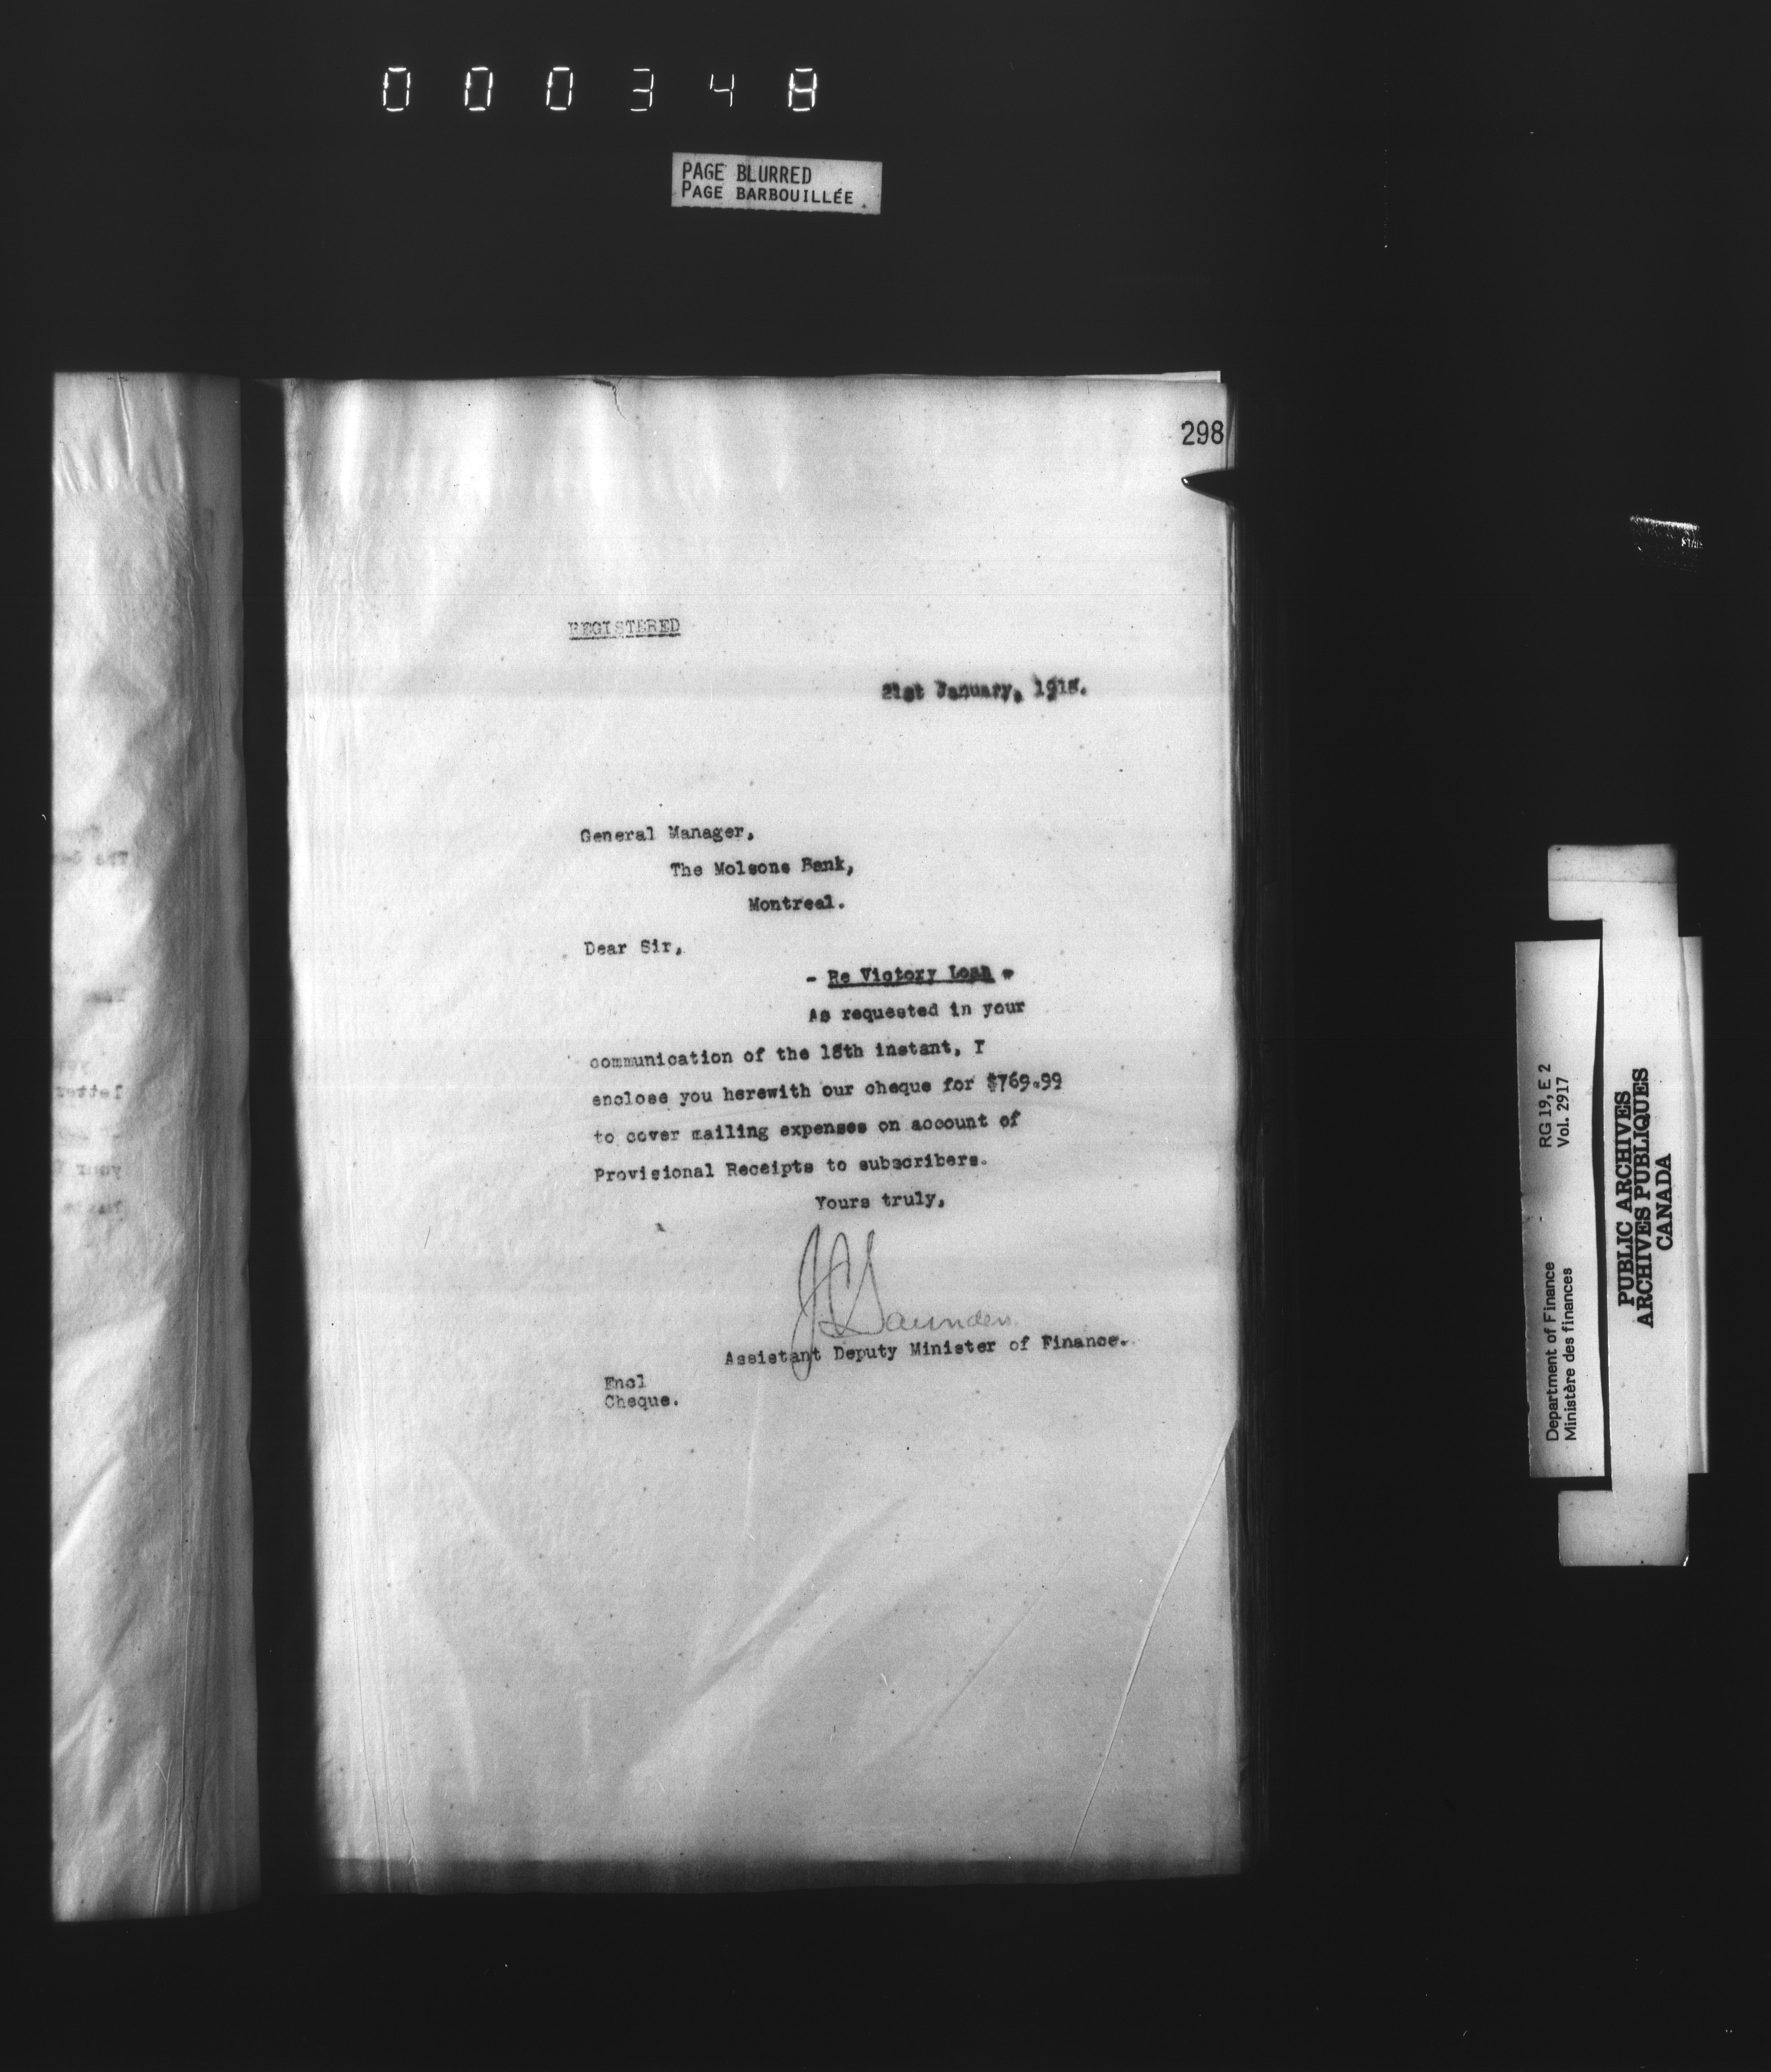 000348
PAGE BLURRED
PAGE BARBOUILLÉE
298
REGISTERED
21st January, 1918.
General Manager,
The Molsons Bank,
Montreal.
Dear Sir,
- Re Victory Loan -
As requested in your
communication of the 18th instant, I
enclose you herewith our cheque for $769.99
to cover mailing expenses on account of
Provisional Receipts to subscribers.
Yours truly,
J C Saunders
Assistant Deputy Minister of Finance.
Encl
Cheque.
Department of Finance RG 19, E 2
Ministère des finances Vol. 2917
PUBLIC ARCHIVES
ARCHIVES PUBLIQUES
CANADA